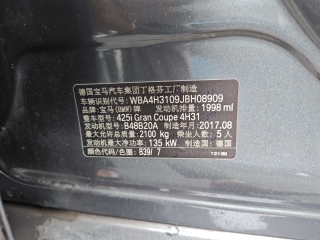 德国宝马汽车集团丁格芬工厂制造
车辆识别代号: WBA4H3109JBH08909
品牌: 宝马(BMW)牌 发动机排量: 1998 ml
整车型号: 425i Gran Coupe 4H31
发动机型号: B48B20A 制造年月: 2017.08
最大允许总质量: 2100 kg 乘坐人数: 5 人
发动机最大净功率: 135 kW 制造国: 德国
颜色代码/色漆: B39/ 7